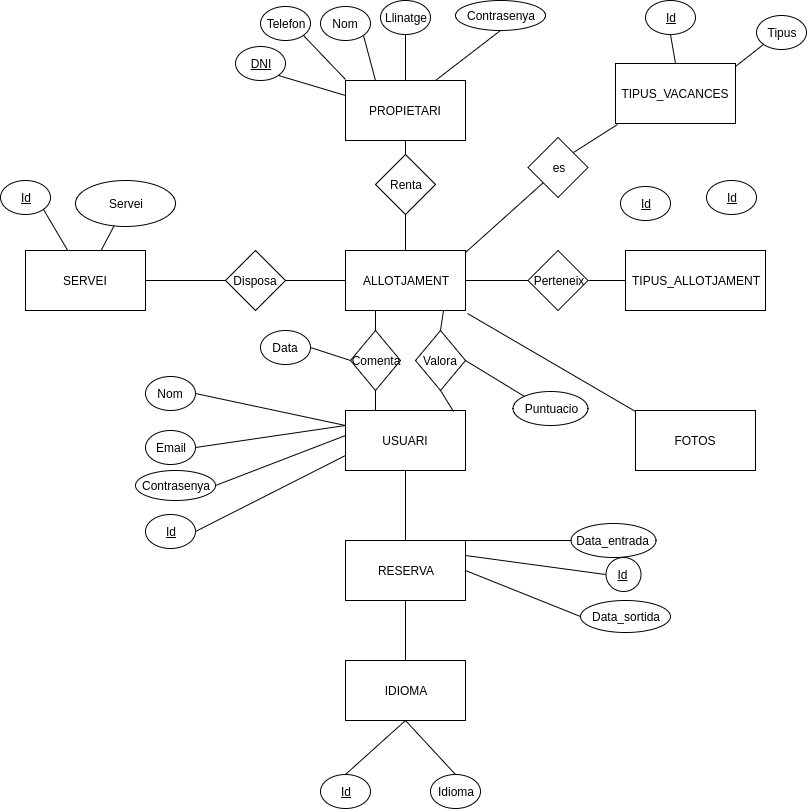 Telefon
Nom
Llinatge
Contrasenya
Id
Tipus
DNI
PROPIETARI
TIPUS_VACANCES
es
Renta
Id
Servei
Id
Id
SERVEI
Disposa
ALLOTJAMENT
Perteneix
TIPUS_ALLOTJAMENT
Data
Comenta
Valora
Nom
Puntuacio
Email
USUARI
FOTOS
Contrasenya
Id
Data_entrada
RESERVA
Id
Data_sortida
IDIOMA
Id
Idioma